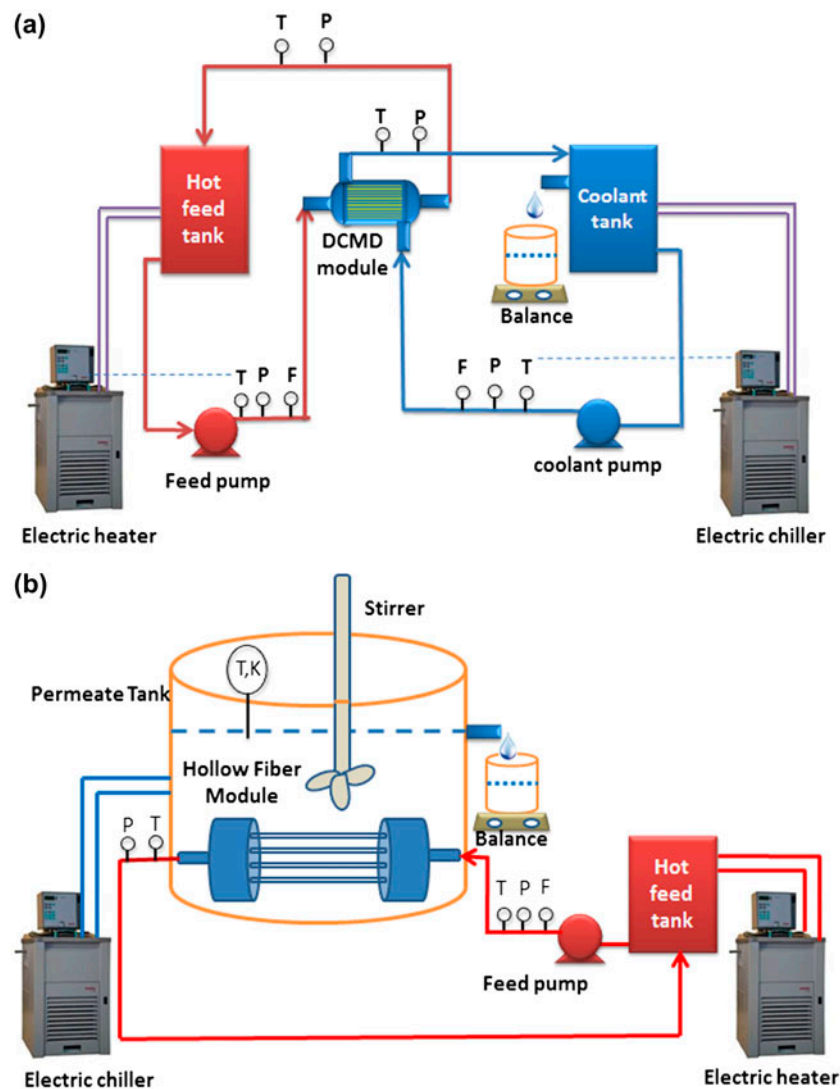 (a)
T P
T P
Hot
feed
tank
Coolant
tank
DCMD
module
Balance
T P F
F P T
Feed pump
coolant pump
Electric heater
Electric chiller
(b)
Stirrer
T,K
Permeate Tank
Hollow Fiber
Module
P T
Balance
Hot
feed
tank
T P F
Feed pump
Electric chiller
Electric heater